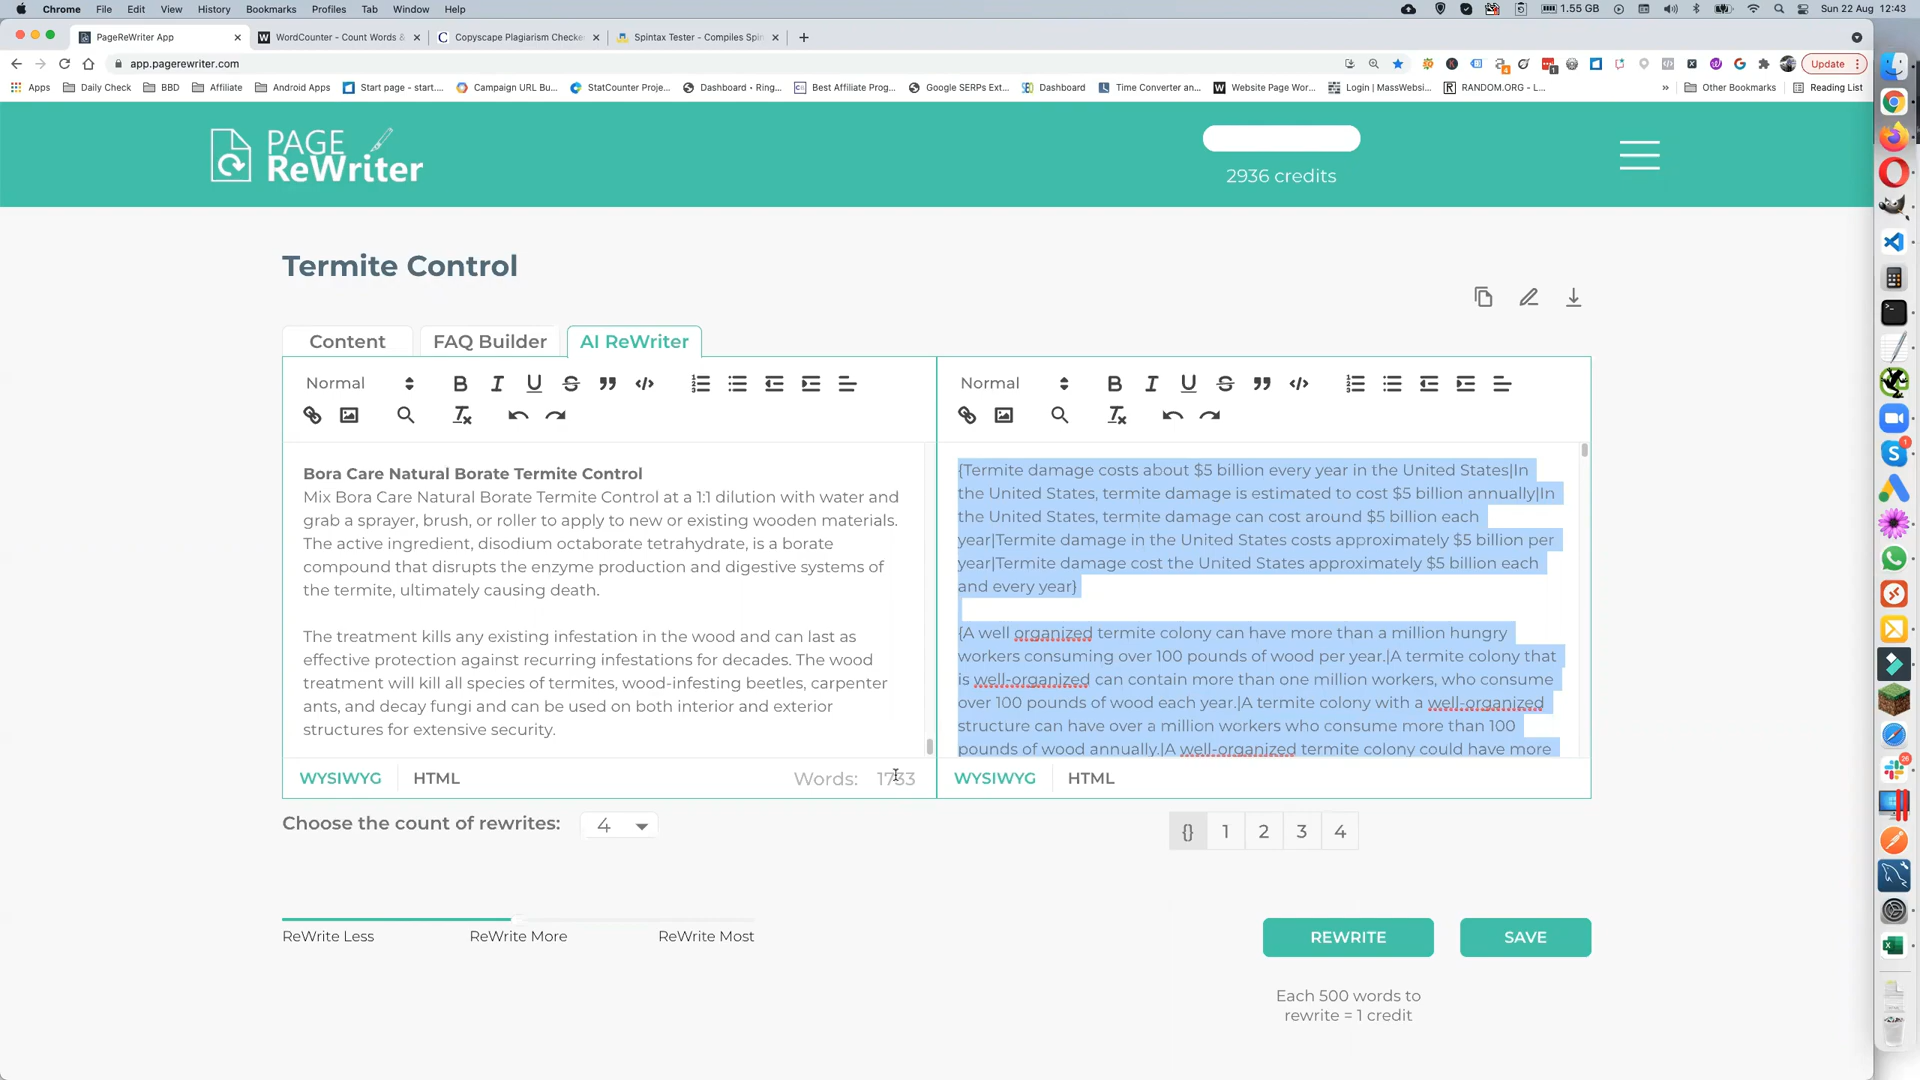 Chrome File Edit View History Bookmarks Profiles Tab Window Help 1.55 GB Sun 22 Aug 12:43
PageReWriter App WordCounter - Count Words & Copyscape Plagiarism Checke Spintax Tester - Compiles Spi
app.pagerewriter.com Update
Apps Daily Check BBD Affiliate Android Apps Start page - start.... Campaign URL Bu... StatCounter Proje... Dashboard • Ring... Best Affiliate Prog... Google SERPs Ext... Dashboard Time Converter an... Website Page Wor... Login | MassWebsi... RANDOM.ORG - L... » Other Bookmarks Reading List
PAGE
ReWriter
2936 credits
Termite Control
Content FAQ Builder AI ReWriter
Normal
Normal
Bora Care Natural Borate Termite Control
Mix Bora Care Natural Borate Termite Control at a 1:1 dilution with water and
grab a sprayer, brush, or roller to apply to new or existing wooden materials.
The active ingredient, disodium octaborate tetrahydrate, is a borate
compound that disrupts the enzyme production and digestive systems of
the termite, ultimately causing death.
The treatment kills any existing infestation in the wood and can last as
effective protection against recurring infestations for decades. The wood
treatment will kill all species of termites, wood-infesting beetles, carpenter
ants, and decay fungi and can be used on both interior and exterior
structures for extensive security.
WYSIWYG HTML Words: 1733
{Termite damage costs about $5 billion every year in the United States|In
the United States, termite damage is estimated to cost $5 billion annually|In
the United States, termite damage can cost around $5 billion each
year|Termite damage in the United States costs approximately $5 billion per
year|Termite damage cost the United States approximately $5 billion each
and every year}
{A well organized termite colony can have more than a million hungry
workers consuming over 100 pounds of wood per year.|A termite colony that
is well-organized can contain more than one million workers, who consume
over 100 pounds of wood each year.|A termite colony with a well-organized
structure can have over a million workers who consume more than 100
pounds of wood annually.|A well-organized termite colony could have more
WYSIWYG HTML
Choose the count of rewrites: 4
{} 1 2 3 4
ReWrite Less ReWrite More ReWrite Most
REWRITE SAVE
Each 500 words to
rewrite = 1 credit